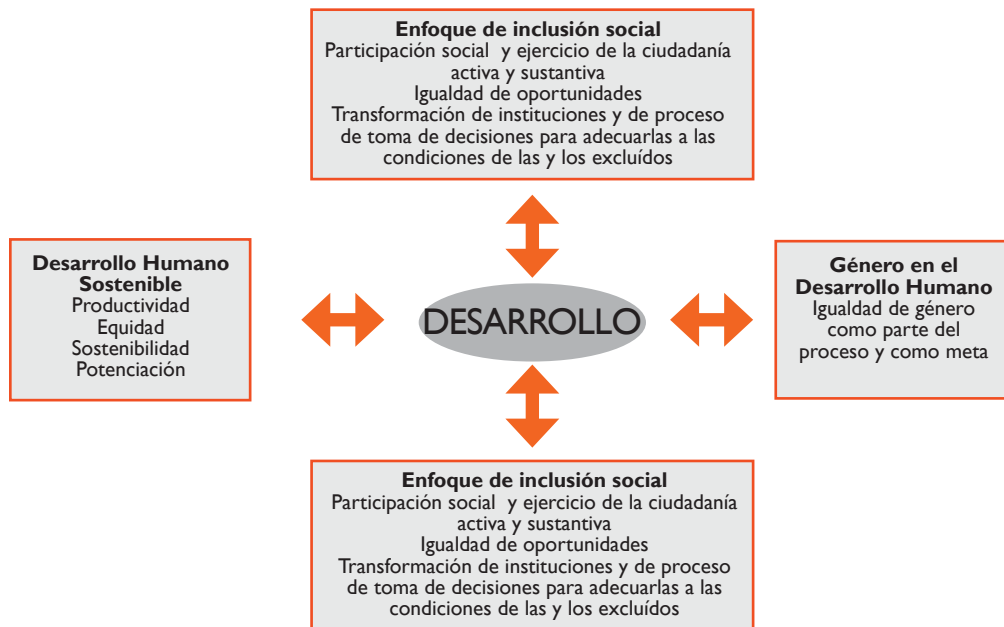 Enfoque de inclusión social
Participación social y ejercicio de la ciudadanía
activa y sustantiva
Igualdad de oportunidades
Transformación de instituciones y de proceso
de toma de decisiones para adecuarlas a las
condiciones de las y los excluídos
Desarrollo Humano
Sostenible
Productividad
Equidad
Sostenibilidad
Potenciación
DESARROLLO
Género en el
Desarrollo Humano
Igualdad de género
como parte del
proceso y como meta
Enfoque de inclusión social
Participación social y ejercicio de la ciudadanía
activa y sustantiva
Igualdad de oportunidades
Transformación de instituciones y de proceso
de toma de decisiones para adecuarlas a las
condiciones de las y los excluídos